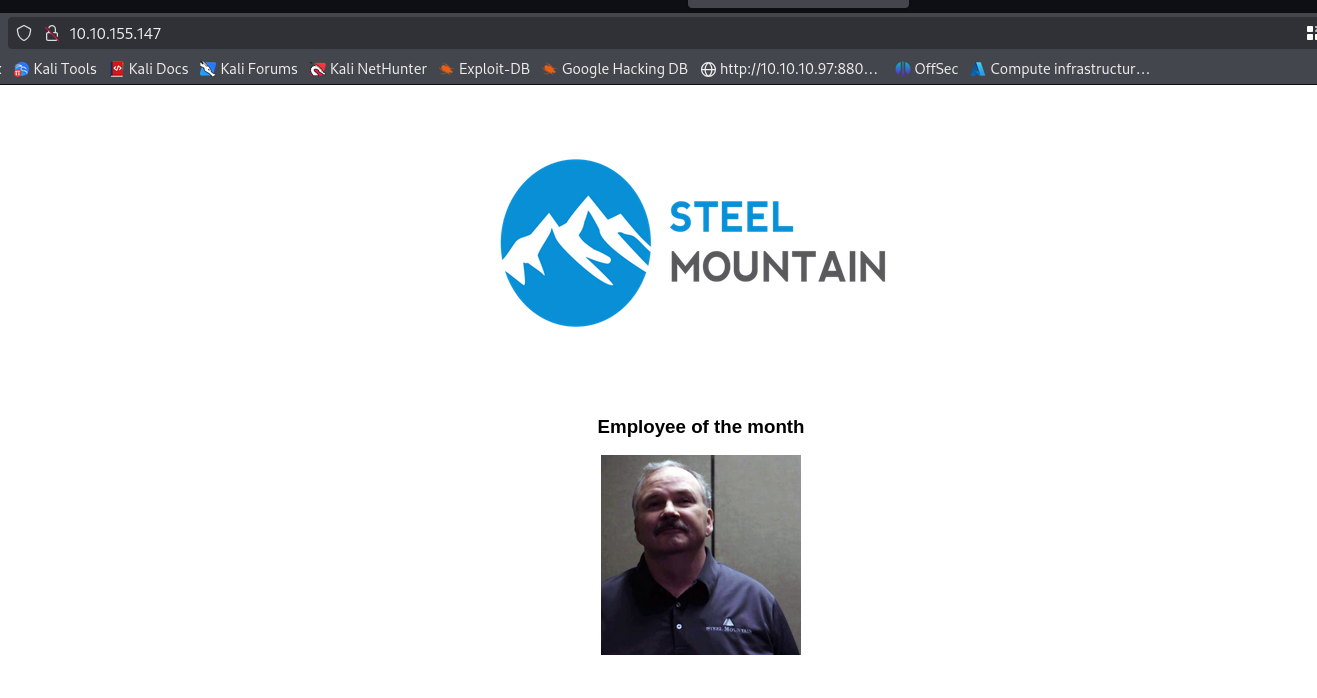 10.10.155.147
Kali Tools Kali Docs Kali Forums Kali NetHunter Exploit-DB Google Hacking DB http://10.10.10.97:880… OffSec Compute infrastructur…
STEEL
MOUNTAIN
Employee of the month
STEEL MOUNTAIN